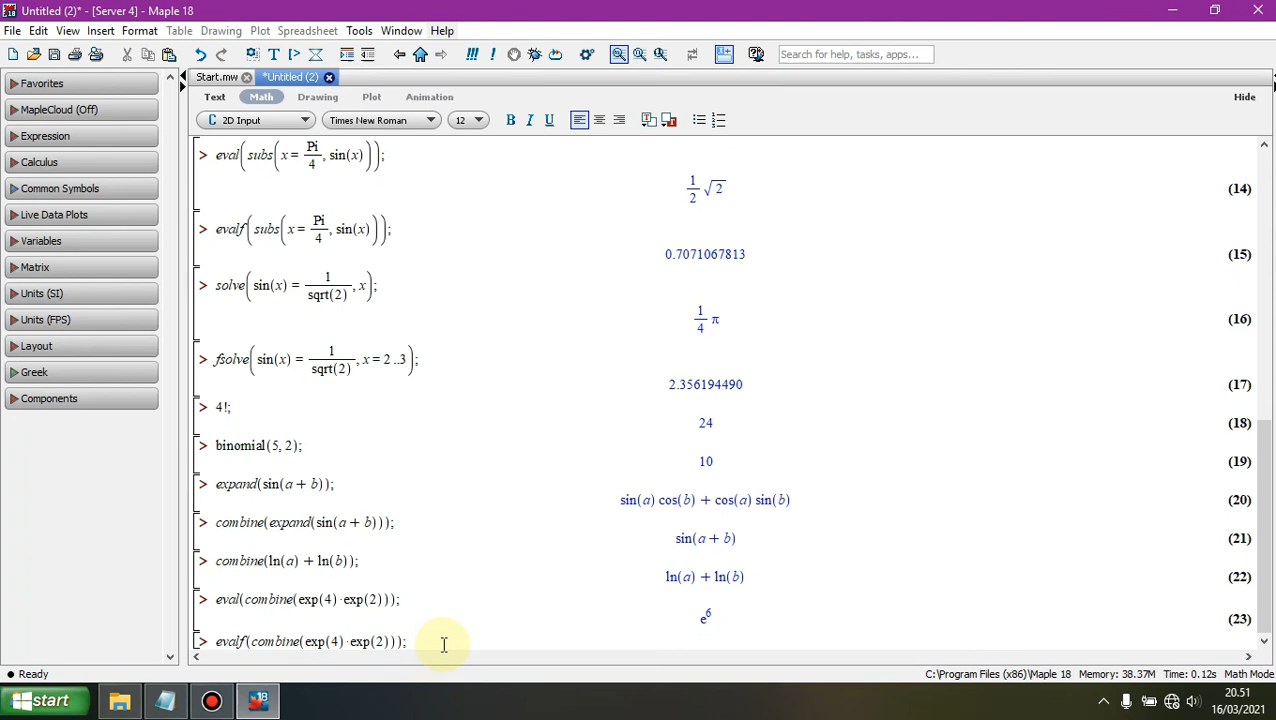 Untitled (2)* - [Server 4] - Maple 18
File Edit View Insert Format Table Drawing Plot Spreadsheet Tools Window Help
Search for help, tasks, apps...
Favorites
MapleCloud (Off)
Expression
Calculus
Common Symbols
Live Data Plots
Variables
Matrix
Units (SI)
Units (FPS)
Layout
Greek
Components
Start.mw *Untitled (2)
Text Math Drawing Plot Animation Hide
C 2D Input Times New Roman 12 B I U
> eval(subs(x = Pi/4, sin(x)));
1/2 √2 (14)
> evalf(subs(x = Pi/4, sin(x)));
0.7071067813 (15)
> solve(sin(x) = 1/sqrt(2), x);
1/4 π (16)
> fsolve(sin(x) = 1/sqrt(2), x = 2 ..3);
2.356194490 (17)
> 4!;
24 (18)
> binomial(5, 2);
10 (19)
> expand(sin(a + b));
sin(a) cos(b) + cos(a) sin(b) (20)
> combine(expand(sin(a + b)));
sin(a + b) (21)
> combine(ln(a) + ln(b));
ln(a) + ln(b) (22)
> eval(combine(exp(4)·exp(2)));
e⁶ (23)
> evalf(combine(exp(4)·exp(2)));
Ready C:\Program Files (x86)\Maple 18 Memory: 38.37M Time: 0.12s Math Mode
start 18 20.51
16/03/2021